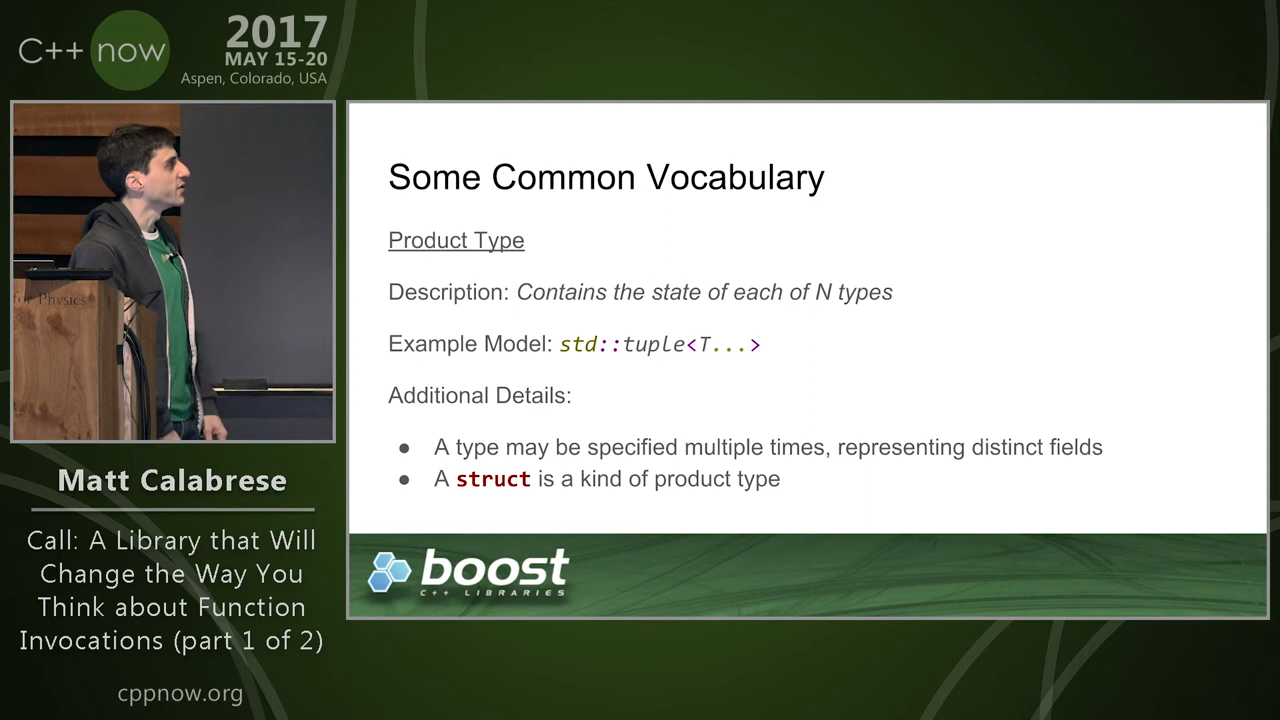 C++ now
2017
MAY 15-20
Aspen, Colorado, USA
for Physics
Matt Calabrese
Call: A Library that Will
Change the Way You
Think about Function
Invocations (part 1 of 2)
cppnow.org
Some Common Vocabulary
Product Type
Description: Contains the state of each of N types
Example Model: std::tuple<T...>
Additional Details:
● A type may be specified multiple times, representing distinct fields
● A struct is a kind of product type
boost
C++ LIBRARIES